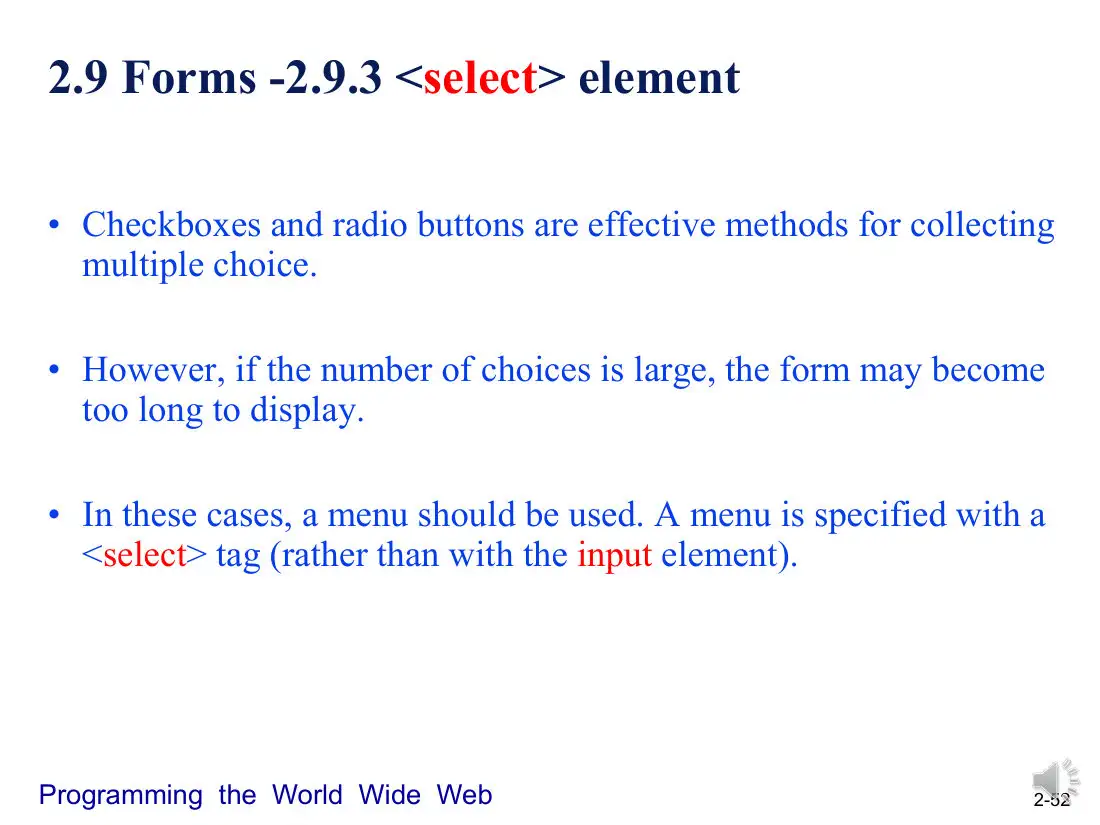 2.9 Forms -2.9.3 <select> element
• Checkboxes and radio buttons are effective methods for collecting
multiple choice.
• However, if the number of choices is large, the form may become
too long to display.
• In these cases, a menu should be used. A menu is specified with a
<select> tag (rather than with the input element).
Programming the World Wide Web
2-52